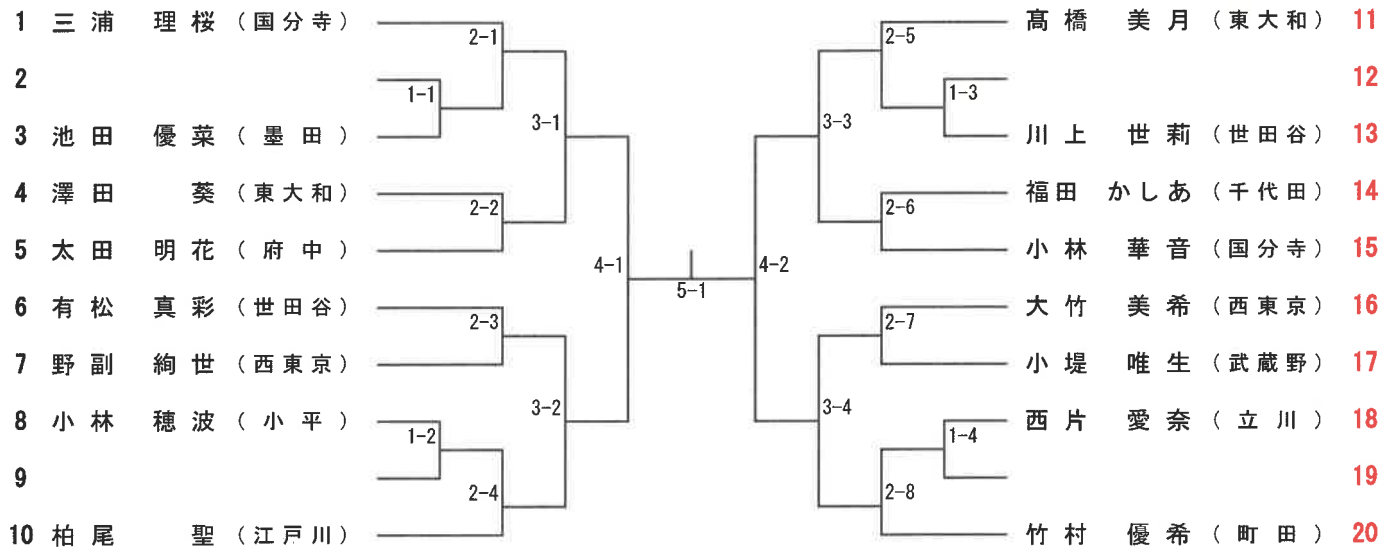 1 三浦 理桜 (国分寺) 2-1 2-5 髙橋 美月 (東大和) 11
2 1-1 1-3 12
3 池田 優菜 (墨田) 3-1 3-3 川上 世莉 (世田谷) 13
4 澤田 葵 (東大和) 2-2 2-6 福田 かしあ (千代田) 14
5 太田 明花 (府中) 小林 華音 (国分寺) 15
4-1 5-1 4-2
6 有松 真彩 (世田谷) 2-3 2-7 大竹 美希 (西東京) 16
7 野副 絢世 (西東京) 小堤 唯生 (武蔵野) 17
3-2 3-4
8 小林 穂波 (小平) 1-2 1-4 西片 愛奈 (立川) 18
9 2-4 2-8 19
10 柏尾 聖 (江戸川) 竹村 優希 (町田) 20